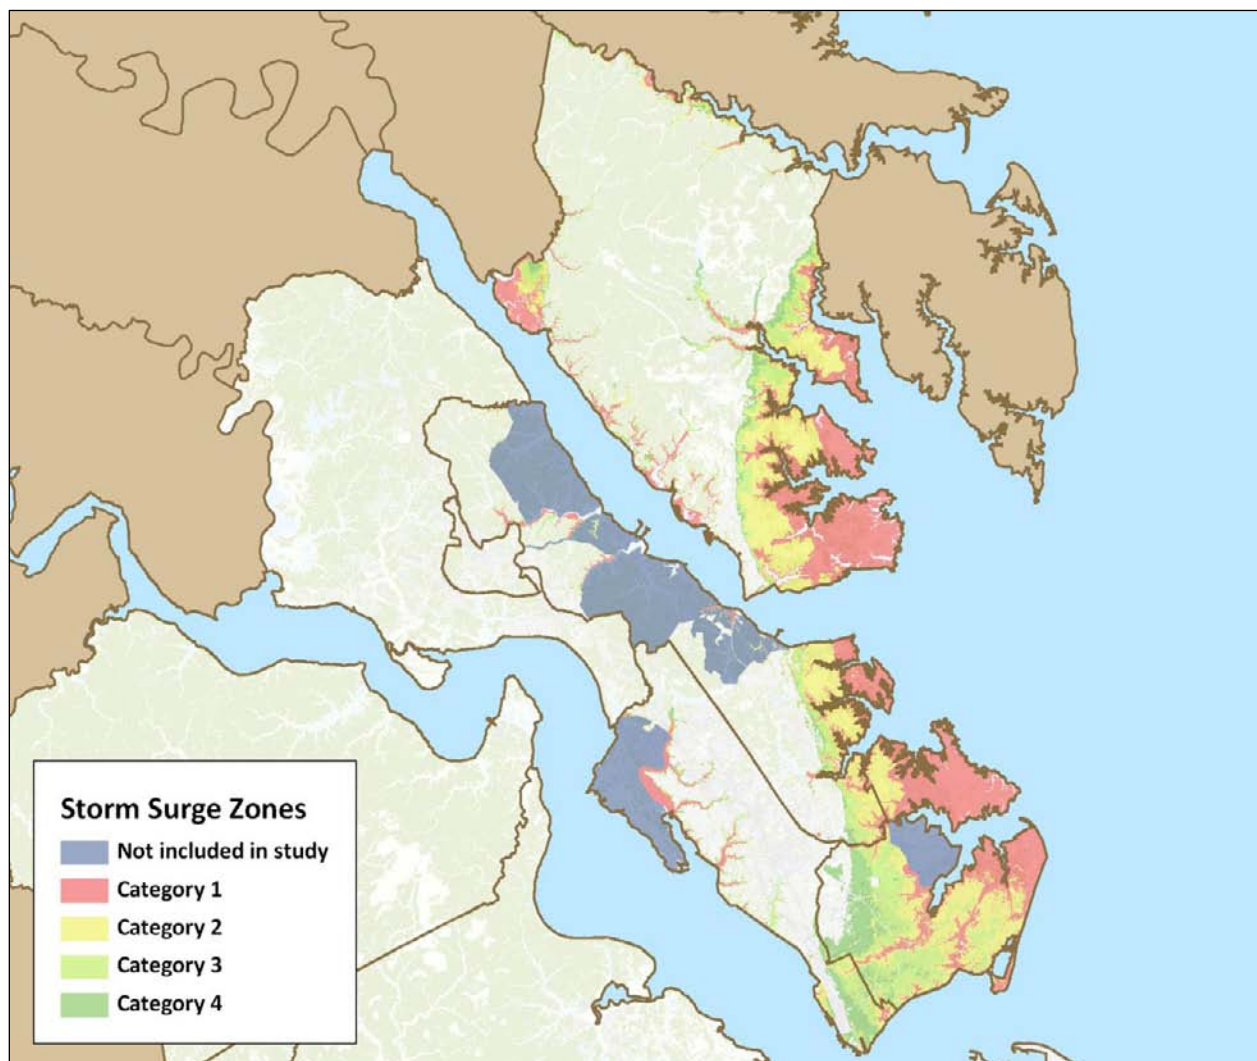 Storm Surge Zones
Not included in study
Category 1
Category 2
Category 3
Category 4